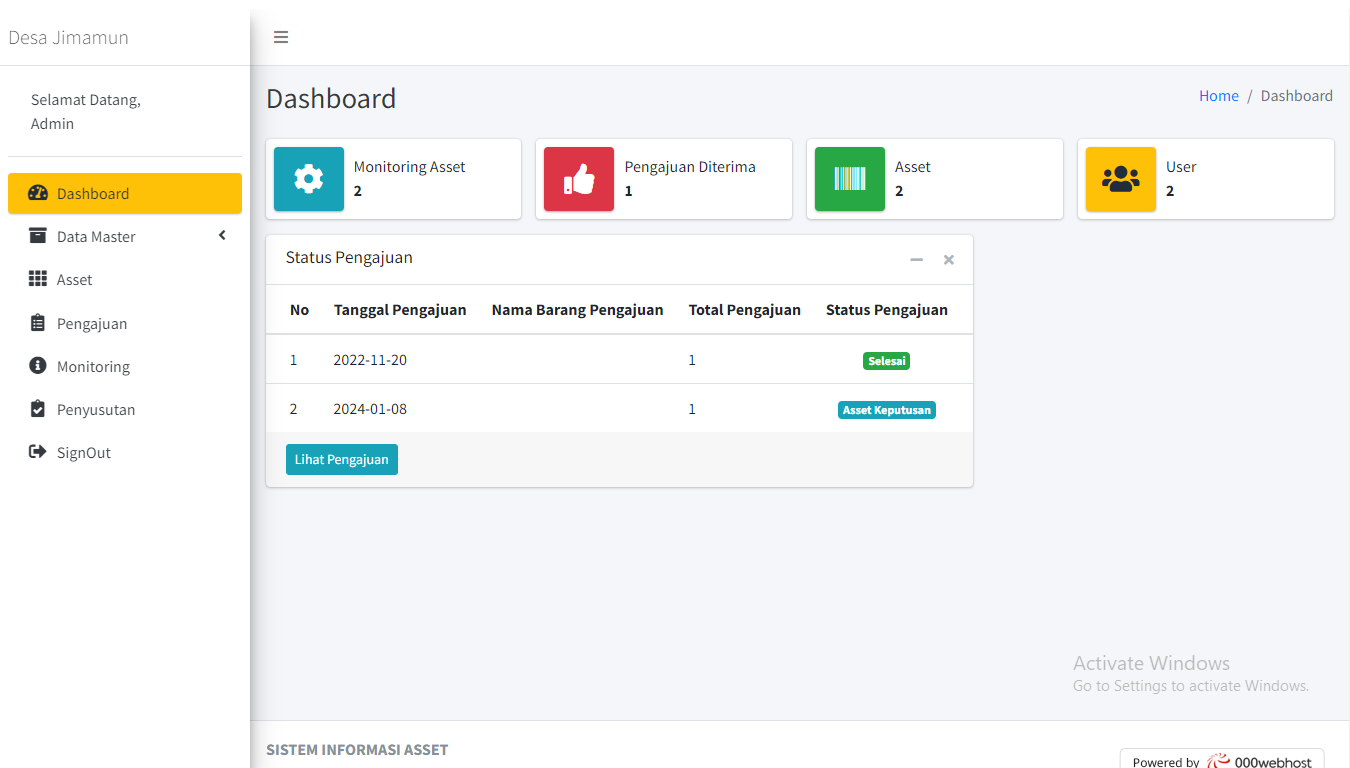 Desa Jimamun
Selamat Datang,
Admin
Dashboard
Data Master
Asset
Pengajuan
Monitoring
Penyusutan
SignOut
Dashboard
Home / Dashboard
Monitoring Asset
2
Pengajuan Diterima
1
Asset
2
User
2
Status Pengajuan
No Tanggal Pengajuan Nama Barang Pengajuan Total Pengajuan Status Pengajuan
1 2022-11-20 1 Selesai
2 2024-01-08 1 Asset Keputusan
Lihat Pengajuan
Activate Windows
Go to Settings to activate Windows.
SISTEM INFORMASI ASSET
Powered by 000webhost